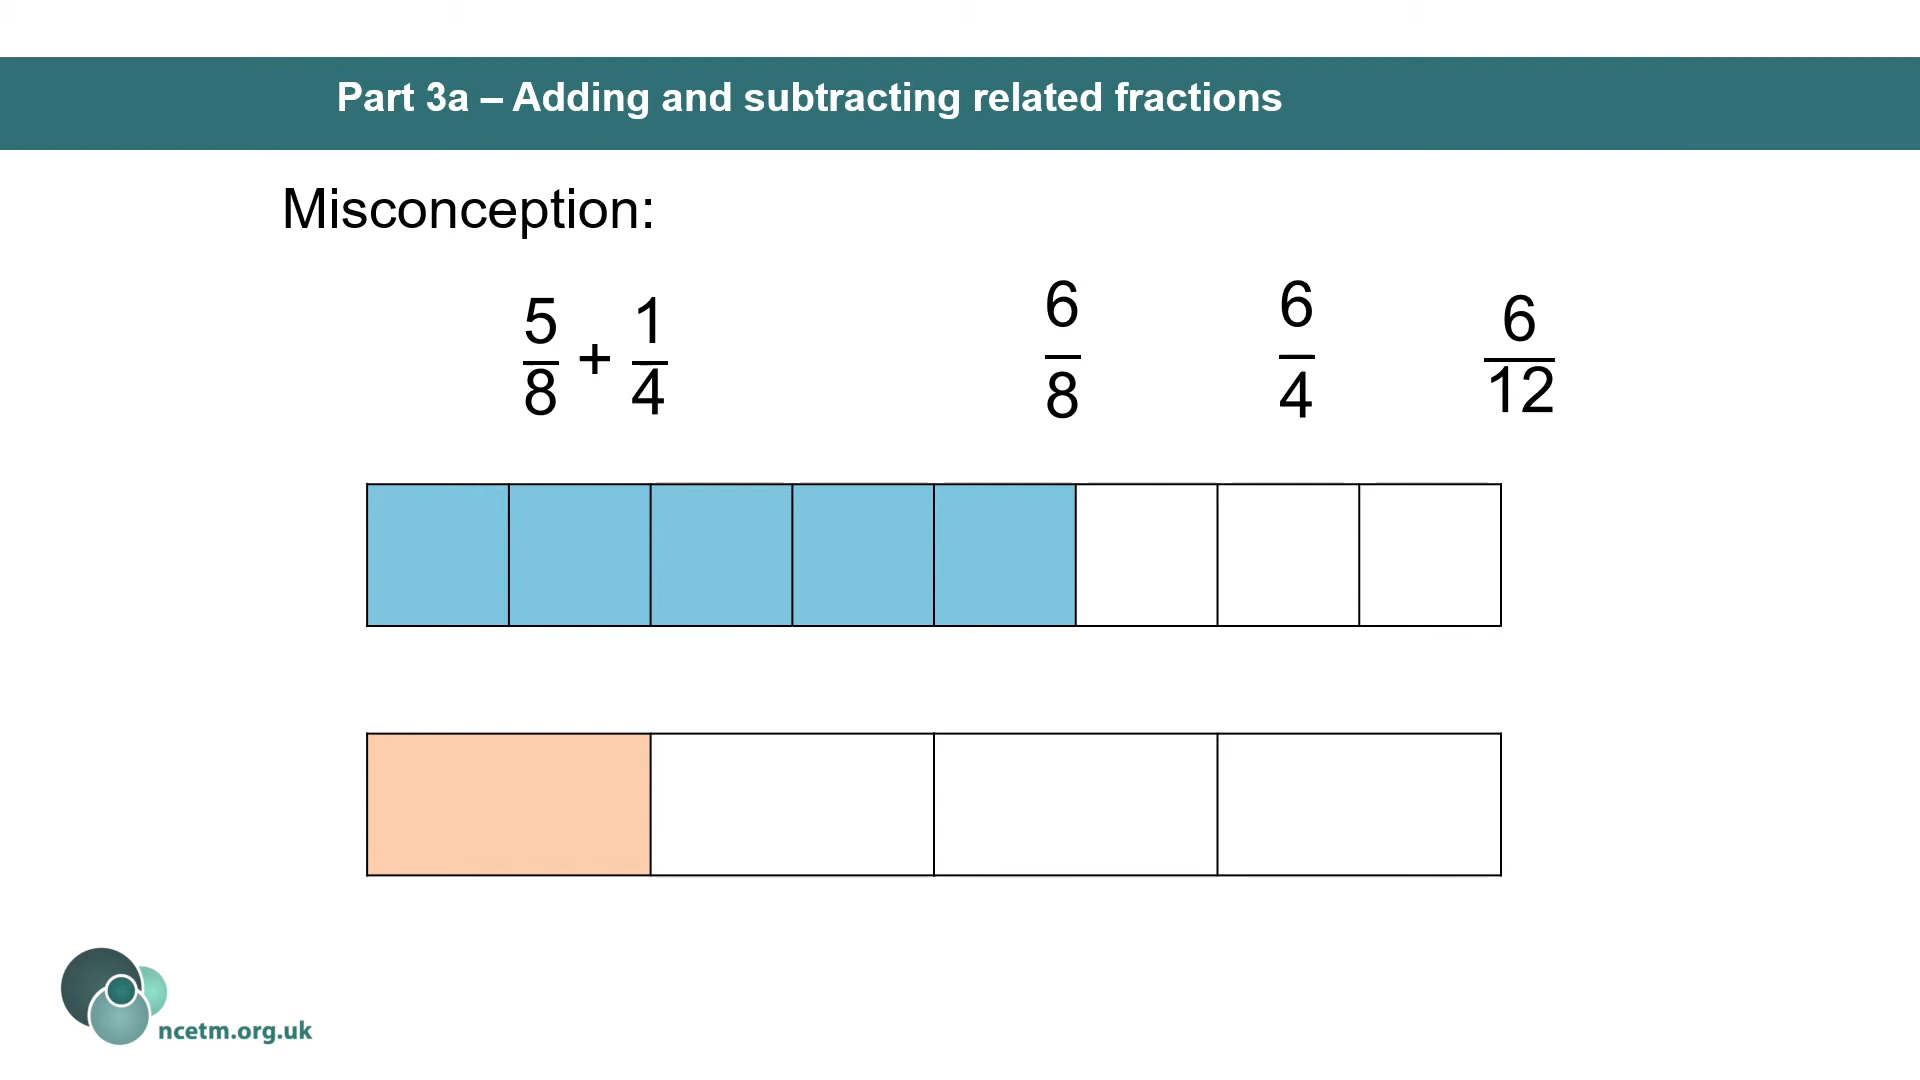 Part 3a – Adding and subtracting related fractions
Misconception:
5/8 + 1/4 6/8 6/4 6/12
ncetm.org.uk